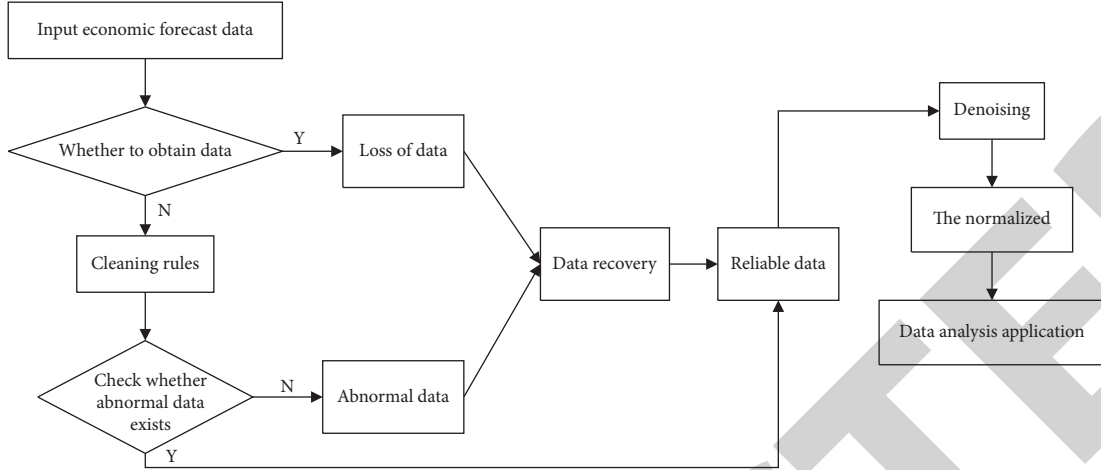 Input economic forecast data
Whether to obtain data
Y
Loss of data
N
Cleaning rules
Check whether
abnormal data
exists
N
Abnormal data
Y
Data recovery
Reliable data
Denoising
The normalized
Data analysis application